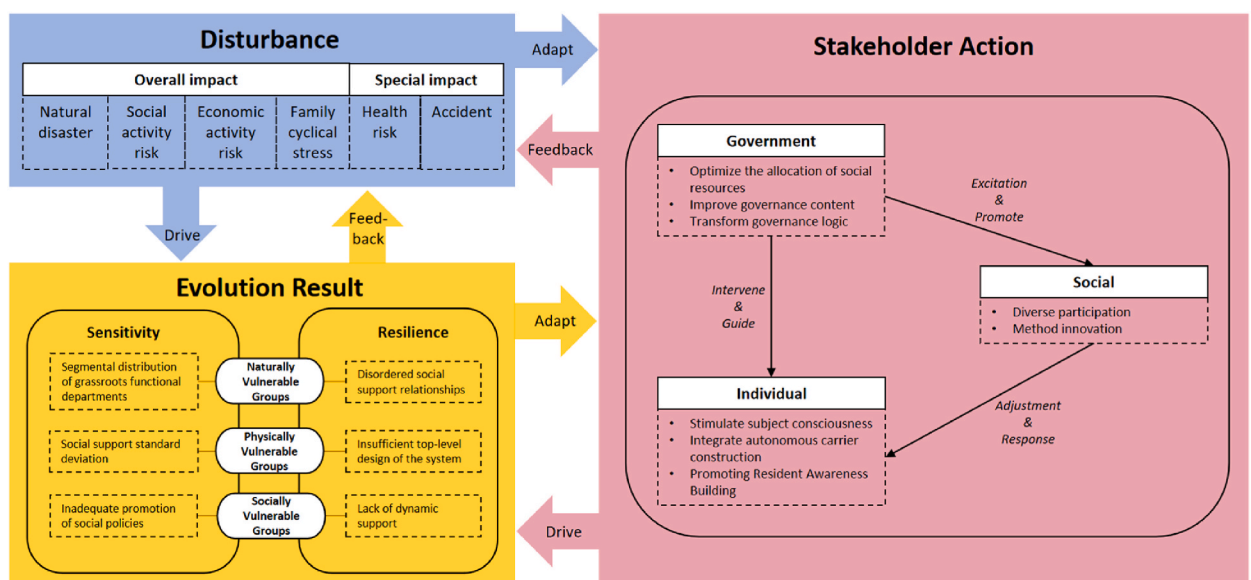 Disturbance
Overall impact
Special impact
Natural
disaster
Social
activity
risk
Economic
activity
risk
Family
cyclical
stress
Health
risk
Accident
Adapt
Feedback
Drive
Feed-
back
Evolution Result
Sensitivity
Segmental distribution
of grassroots functional
departments
Social support standard
deviation
Inadequate promotion
of social policies
Naturally
Vulnerable
Groups
Physically
Vulnerable
Groups
Socially
Vulnerable
Groups
Resilience
Disordered social
support relationships
Insufficient top-level
design of the system
Lack of dynamic
support
Adapt
Drive
Stakeholder Action
Government
• Optimize the allocation of social
resources
• Improve governance content
• Transform governance logic
Excitation
&
Promote
Intervene
&
Guide
Social
• Diverse participation
• Method innovation
Individual
• Stimulate subject consciousness
• Integrate autonomous carrier
construction
• Promoting Resident Awareness
Building
Adjustment
&
Response